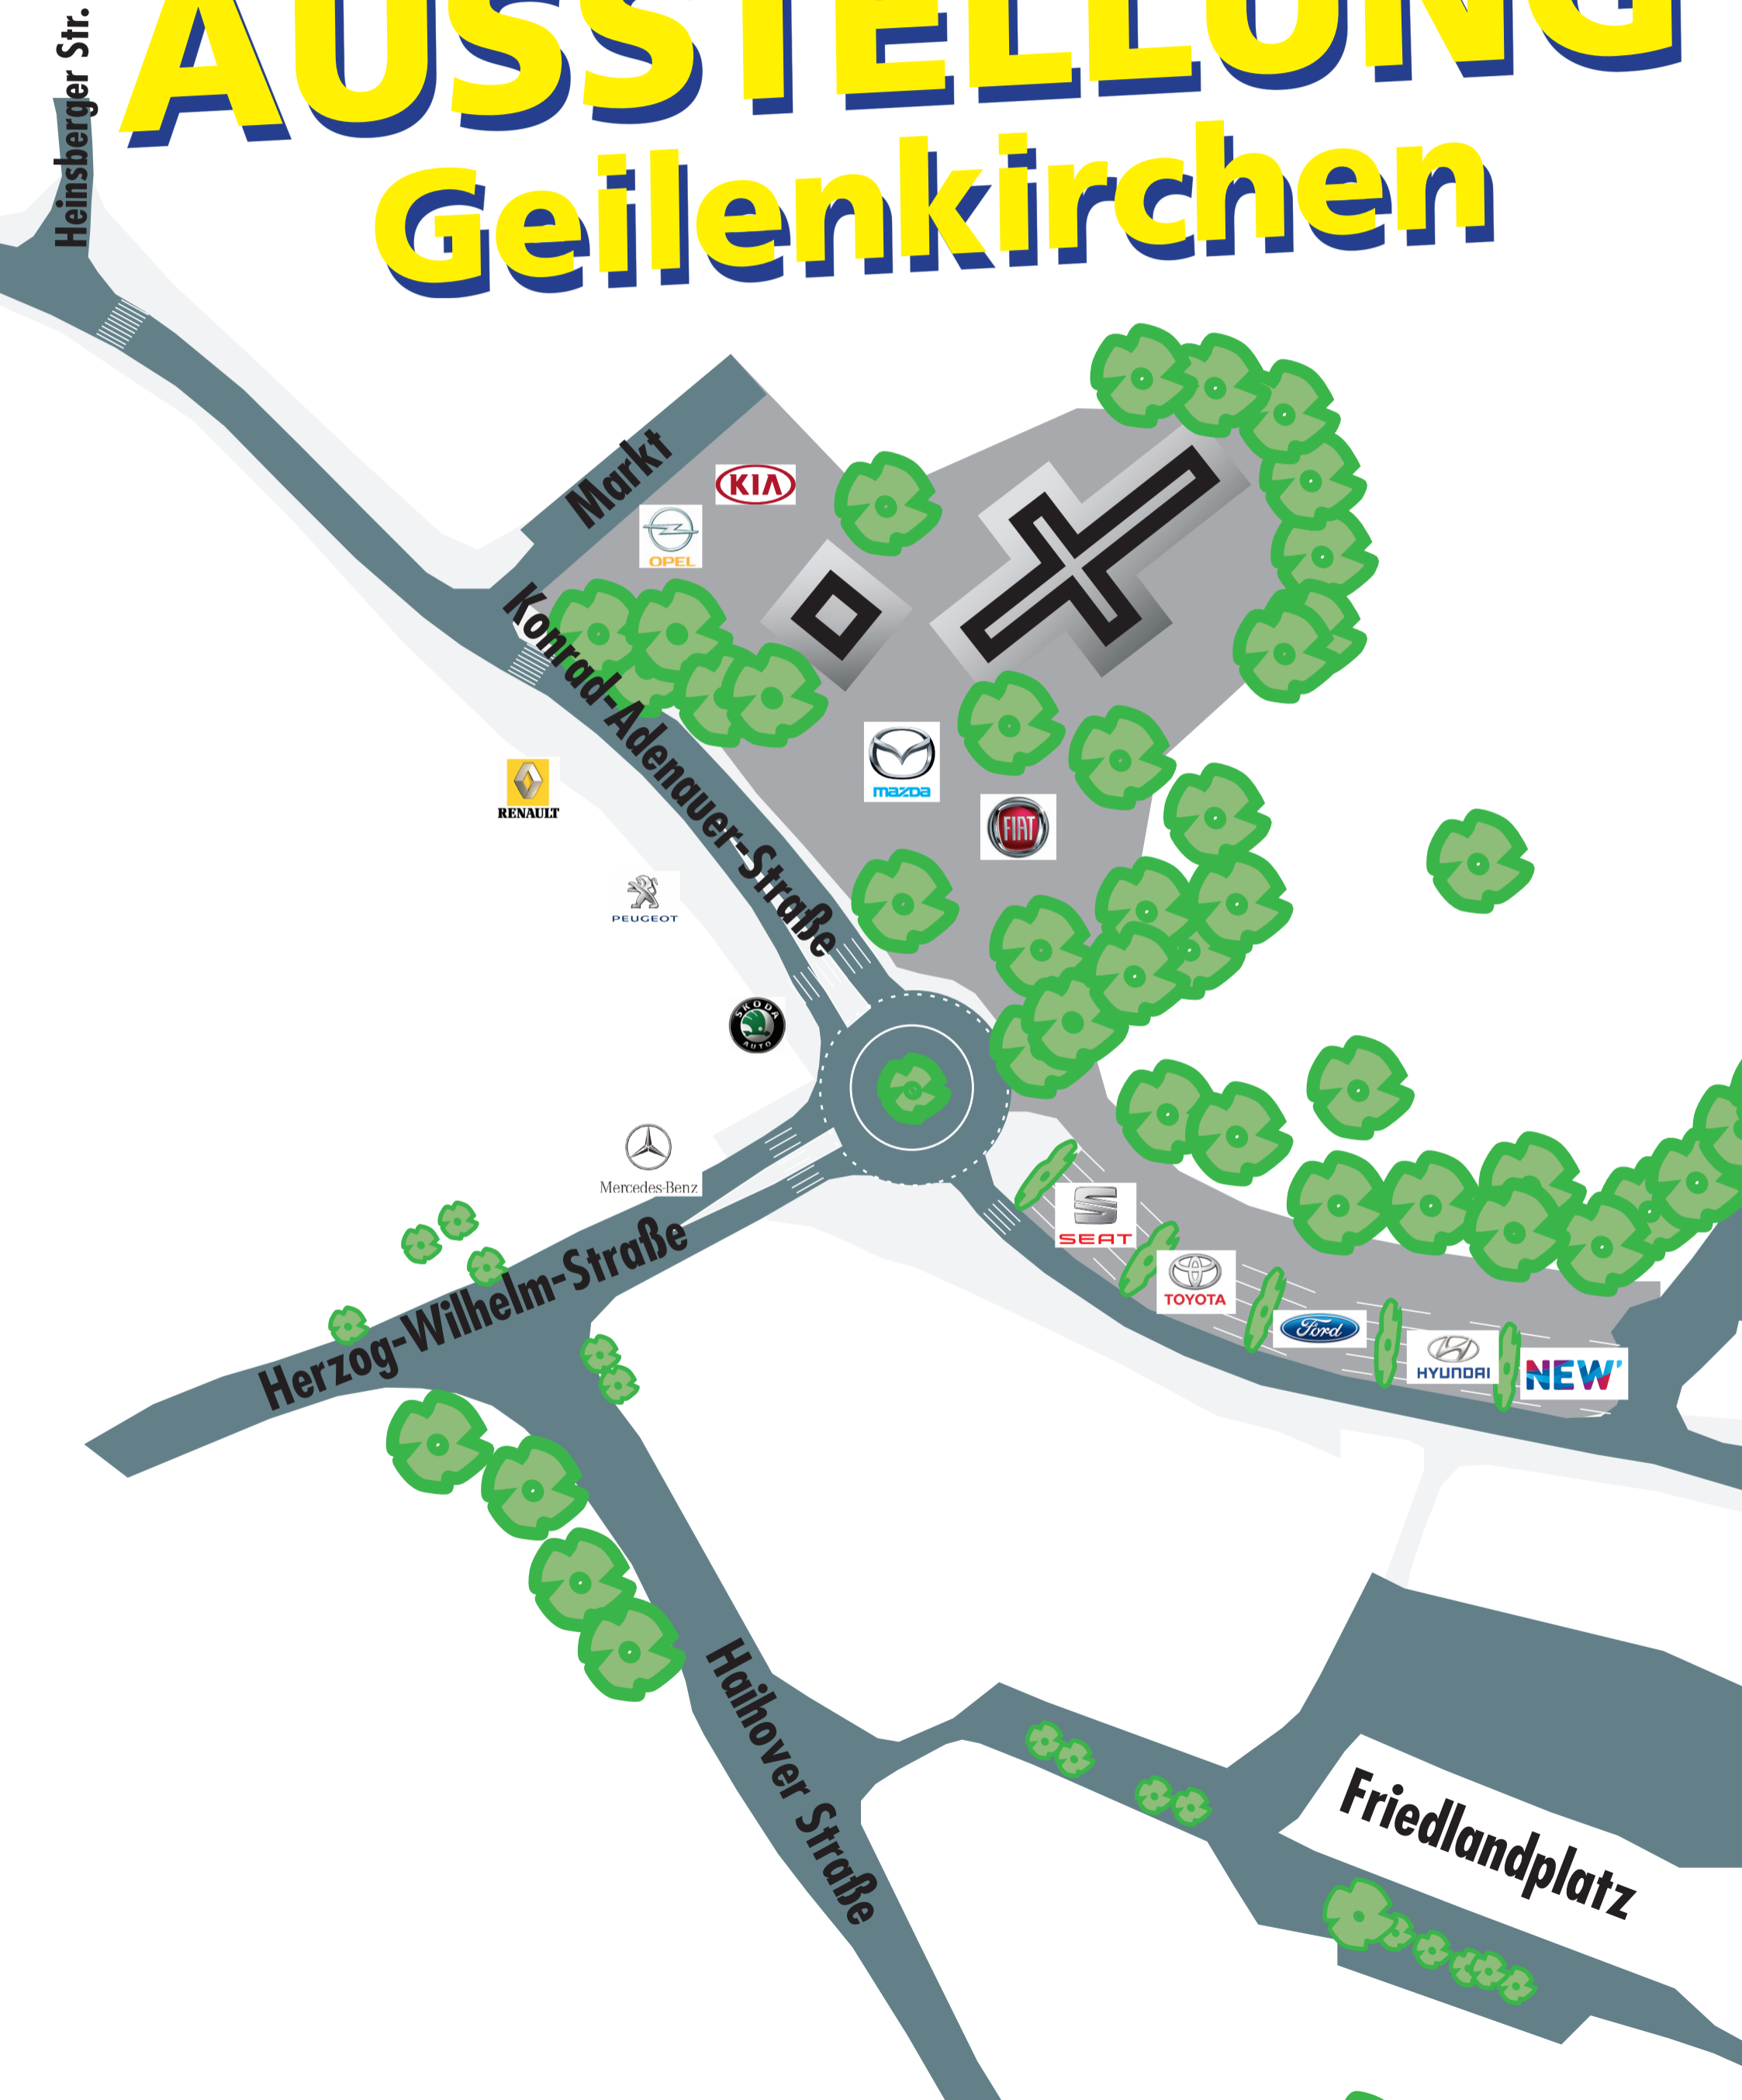 AUSSTELLUNG
Geilenkirchen
Heinsberger Str.
Markt
KIA
OPEL
Konrad-Adenauer-Straße
mazda
RENAULT
FIAT
PEUGEOT
SKODA
AUTO
Mercedes-Benz
SEAT
Herzog-Wilhelm-Straße
TOYOTA
Ford
HYUNDAI
NEW
Haihover Straße
Friedlandplatz